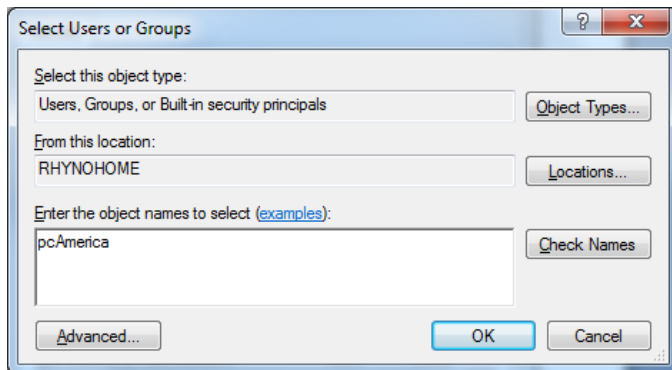 Select Users or Groups
Select this object type:
Users, Groups, or Built-in security principals
Object Types...
From this location:
RHYNOHOME
Locations...
Enter the object names to select (examples):
pcAmerica
Check Names
Advanced...
OK
Cancel